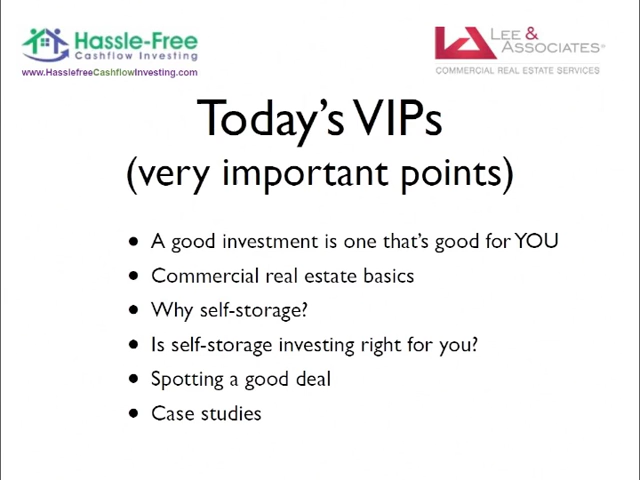 Hassle-Free
Cashflow Investing
www.HasslefreeCashflowInvesting.com
LEE &
ASSOCIATES
COMMERCIAL REAL ESTATE SERVICES
Today's VIPs
(very important points)
• A good investment is one that's good for YOU
• Commercial real estate basics
• Why self-storage?
• Is self-storage investing right for you?
• Spotting a good deal
• Case studies